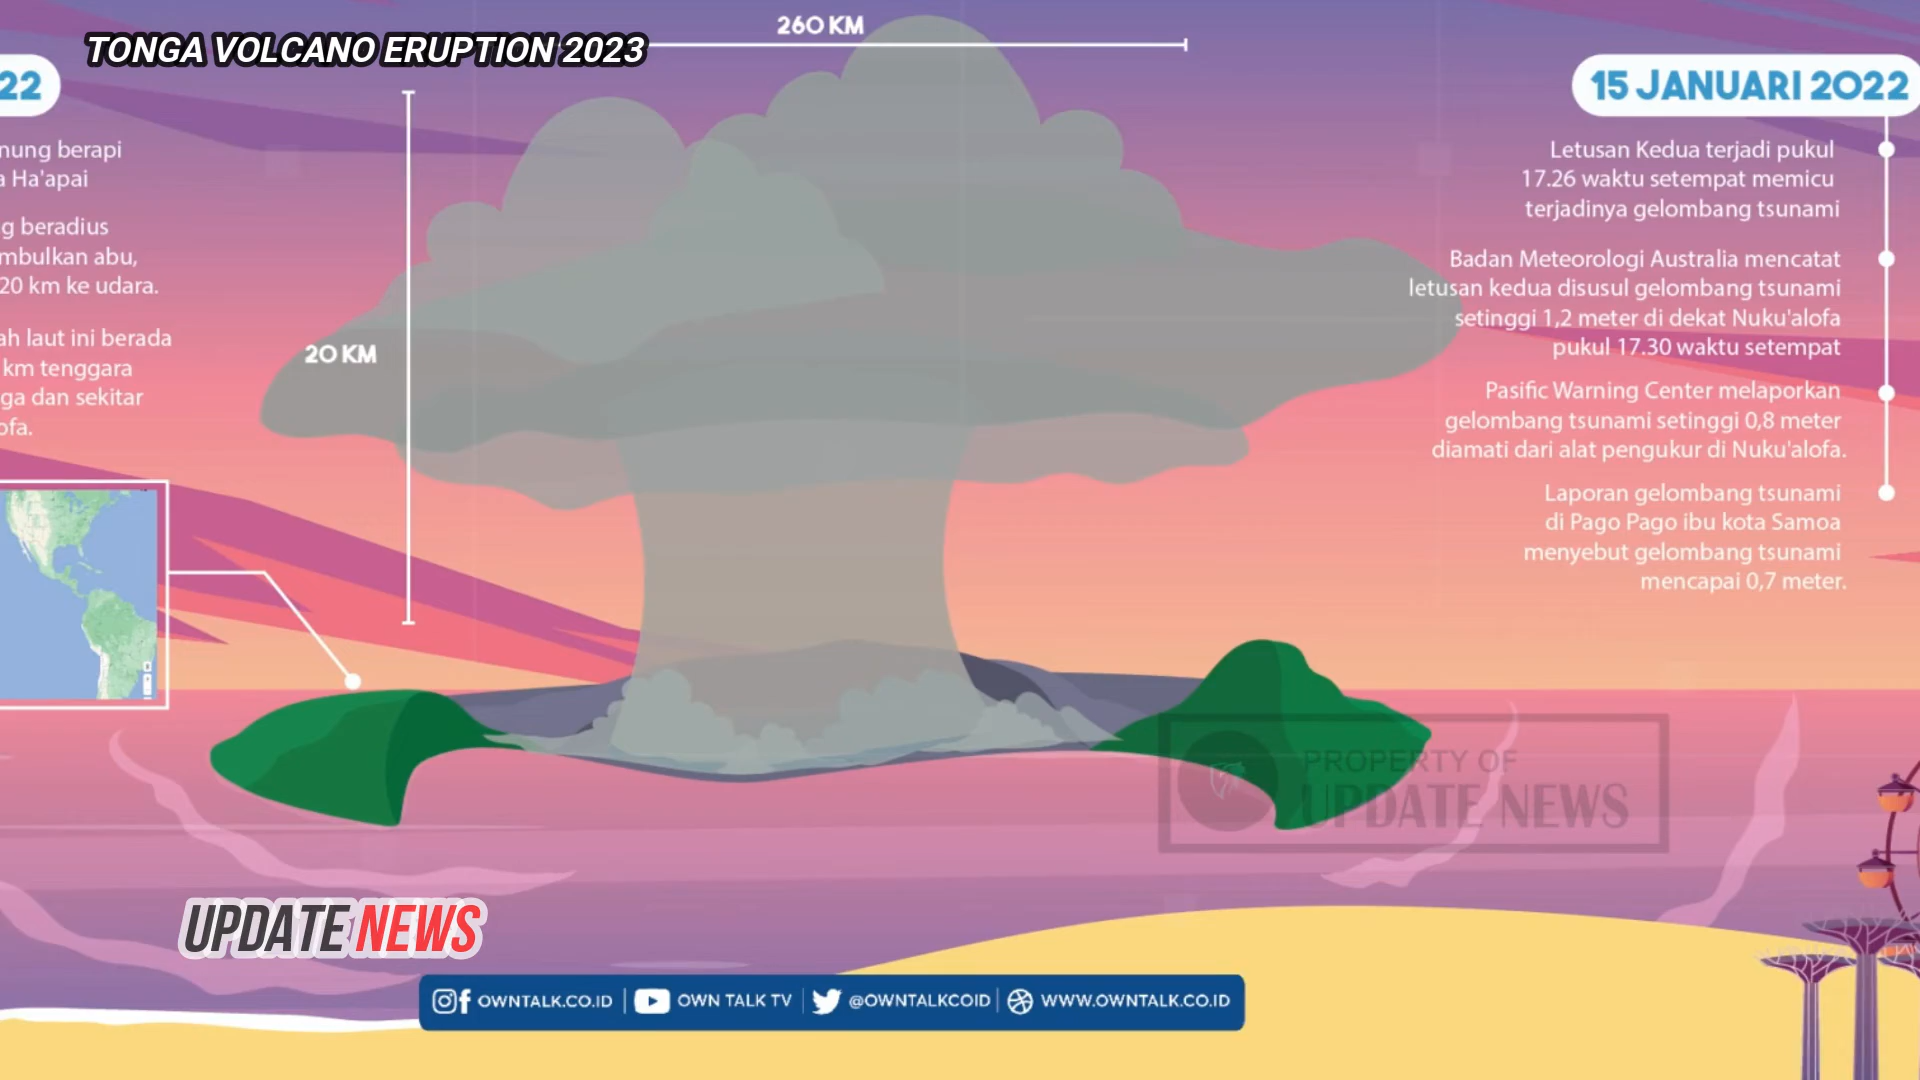 260 KM
TONGA VOLCANO ERUPTION 2023
22
nung berapi
a Ha'apai
g beradius
mbulkan abu,
20 km ke udara.
ah laut ini berada
km tenggara
ga dan sekitar
ofa.
20 KM
15 JANUARI 2022
Letusan Kedua terjadi pukul
17.26 waktu setempat memicu
terjadinya gelombang tsunami
Badan Meteorologi Australia mencatat
letusan kedua disusul gelombang tsunami
setinggi 1,2 meter di dekat Nuku'alofa
pukul 17.30 waktu setempat
Pasific Warning Center melaporkan
gelombang tsunami setinggi 0,8 meter
diamati dari alat pengukur di Nuku'alofa.
Laporan gelombang tsunami
di Pago Pago ibu kota Samoa
menyebut gelombang tsunami
mencapai 0,7 meter.
PROPERTY OF
UPDATE NEWS
UPDATE NEWS
OWNTALK.CO.ID | OWN TALK TV | @OWNTALKCOID | WWW.OWNTALK.CO.ID